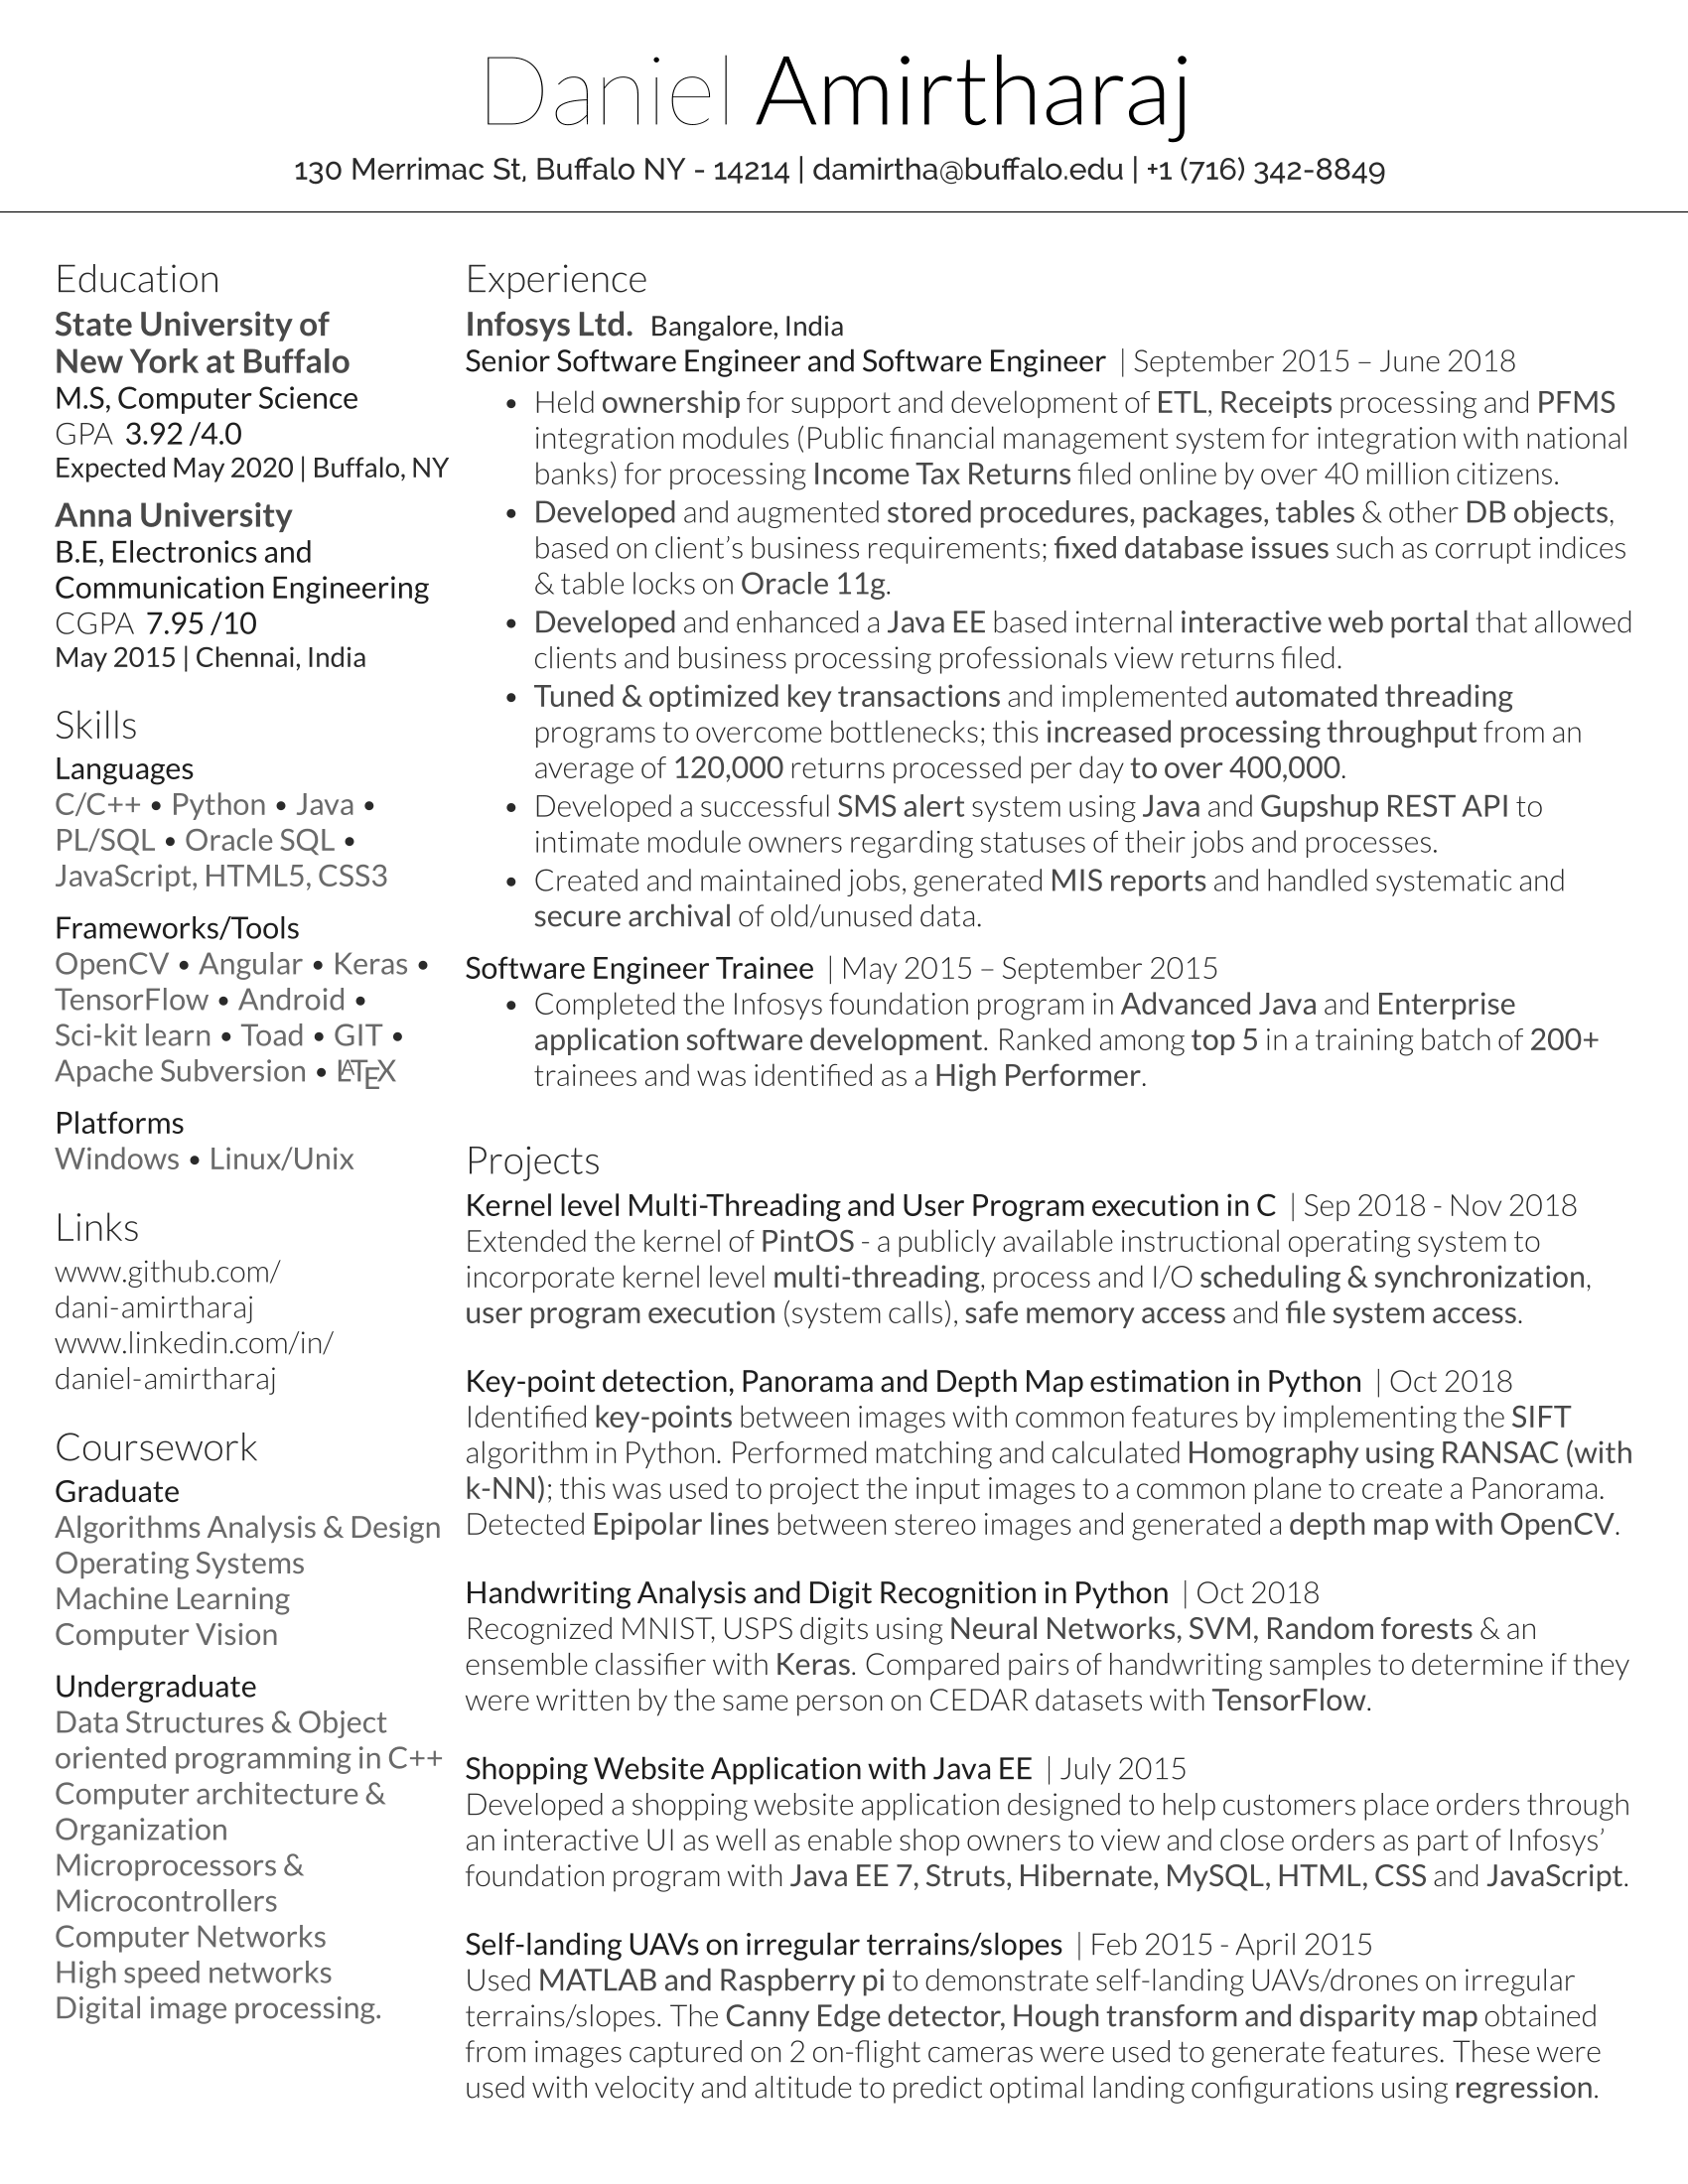 Daniel Amirtharaj
130 Merrimac St, Buffalo NY - 14214 | damirtha@buffalo.edu | +1 (716) 342-8849
Education
State University of
New York at Buffalo
M.S, Computer Science
GPA 3.92 /4.0
Expected May 2020 | Buffalo, NY
Anna University
B.E, Electronics and
Communication Engineering
CGPA 7.95 /10
May 2015 | Chennai, India
Skills
Languages
C/C++ • Python • Java •
PL/SQL • Oracle SQL •
JavaScript, HTML5, CSS3
Frameworks/Tools
OpenCV • Angular • Keras •
TensorFlow • Android •
Sci-kit learn • Toad • GIT •
Apache Subversion • LATEX
Platforms
Windows • Linux/Unix
Links
www.github.com/
dani-amirtharaj
www.linkedin.com/in/
daniel-amirtharaj
Coursework
Graduate
Algorithms Analysis & Design
Operating Systems
Machine Learning
Computer Vision
Undergraduate
Data Structures & Object
oriented programming in C++
Computer architecture &
Organization
Microprocessors &
Microcontrollers
Computer Networks
High speed networks
Digital image processing.
Experience
Infosys Ltd. Bangalore, India
Senior Software Engineer and Software Engineer | September 2015 – June 2018
• Held ownership for support and development of ETL, Receipts processing and PFMS
integration modules (Public financial management system for integration with national
banks) for processing Income Tax Returns filed online by over 40 million citizens.
• Developed and augmented stored procedures, packages, tables & other DB objects,
based on client's business requirements; fixed database issues such as corrupt indices
& table locks on Oracle 11g.
• Developed and enhanced a Java EE based internal interactive web portal that allowed
clients and business processing professionals view returns filed.
• Tuned & optimized key transactions and implemented automated threading
programs to overcome bottlenecks; this increased processing throughput from an
average of 120,000 returns processed per day to over 400,000.
• Developed a successful SMS alert system using Java and Gupshup REST API to
intimate module owners regarding statuses of their jobs and processes.
• Created and maintained jobs, generated MIS reports and handled systematic and
secure archival of old/unused data.
Software Engineer Trainee | May 2015 – September 2015
• Completed the Infosys foundation program in Advanced Java and Enterprise
application software development. Ranked among top 5 in a training batch of 200+
trainees and was identified as a High Performer.
Projects
Kernel level Multi-Threading and User Program execution in C | Sep 2018 - Nov 2018
Extended the kernel of PintOS - a publicly available instructional operating system to
incorporate kernel level multi-threading, process and I/O scheduling & synchronization,
user program execution (system calls), safe memory access and file system access.
Key-point detection, Panorama and Depth Map estimation in Python | Oct 2018
Identified key-points between images with common features by implementing the SIFT
algorithm in Python. Performed matching and calculated Homography using RANSAC (with
k-NN); this was used to project the input images to a common plane to create a Panorama.
Detected Epipolar lines between stereo images and generated a depth map with OpenCV.
Handwriting Analysis and Digit Recognition in Python | Oct 2018
Recognized MNIST, USPS digits using Neural Networks, SVM, Random forests & an
ensemble classifier with Keras. Compared pairs of handwriting samples to determine if they
were written by the same person on CEDAR datasets with TensorFlow.
Shopping Website Application with Java EE | July 2015
Developed a shopping website application designed to help customers place orders through
an interactive UI as well as enable shop owners to view and close orders as part of Infosys'
foundation program with Java EE 7, Struts, Hibernate, MySQL, HTML, CSS and JavaScript.
Self-landing UAVs on irregular terrains/slopes | Feb 2015 - April 2015
Used MATLAB and Raspberry pi to demonstrate self-landing UAVs/drones on irregular
terrains/slopes. The Canny Edge detector, Hough transform and disparity map obtained
from images captured on 2 on-flight cameras were used to generate features. These were
used with velocity and altitude to predict optimal landing configurations using regression.